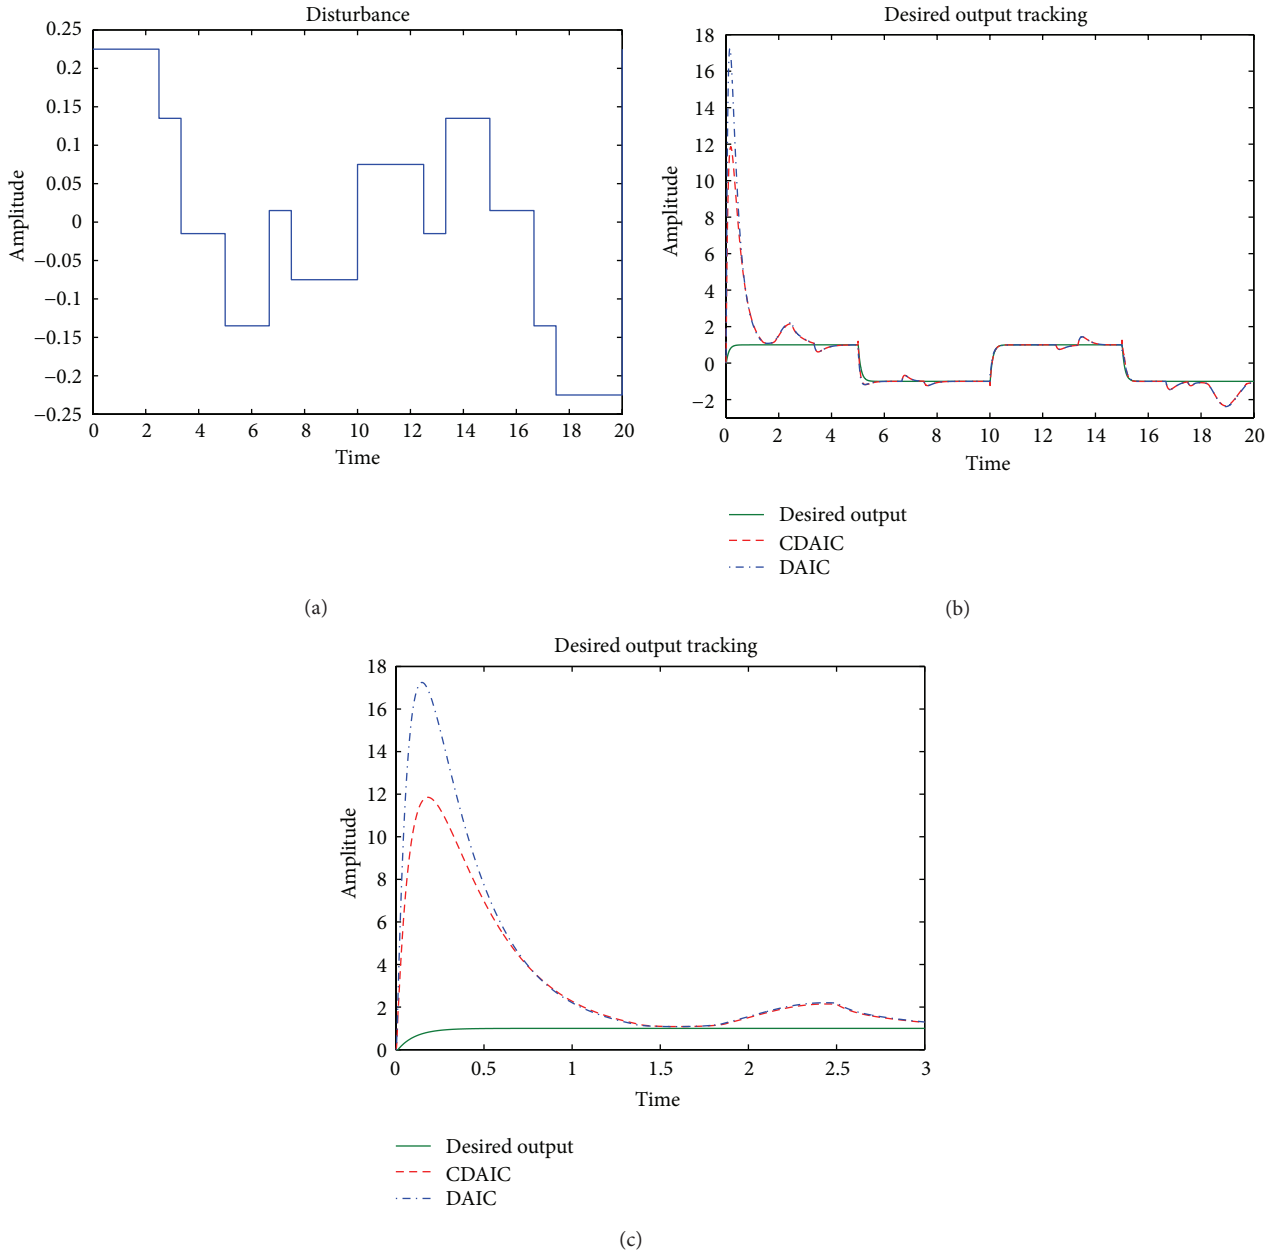 Disturbance
0.25
0.2
0.15
0.1
0.05
0
−0.05
−0.1
−0.15
−0.2
−0.25
Amplitude
0 2 4 6 8 10 12 14 16 18 20
Time
(a)
Desired output tracking
18
16
14
12
10
8
6
4
2
0
−2
Amplitude
0 2 4 6 8 10 12 14 16 18 20
Time
Desired output
CDAIC
DAIC
(b)
Desired output tracking
18
16
14
12
10
8
6
4
2
0
Amplitude
0 0.5 1 1.5 2 2.5 3
Time
Desired output
CDAIC
DAIC
(c)